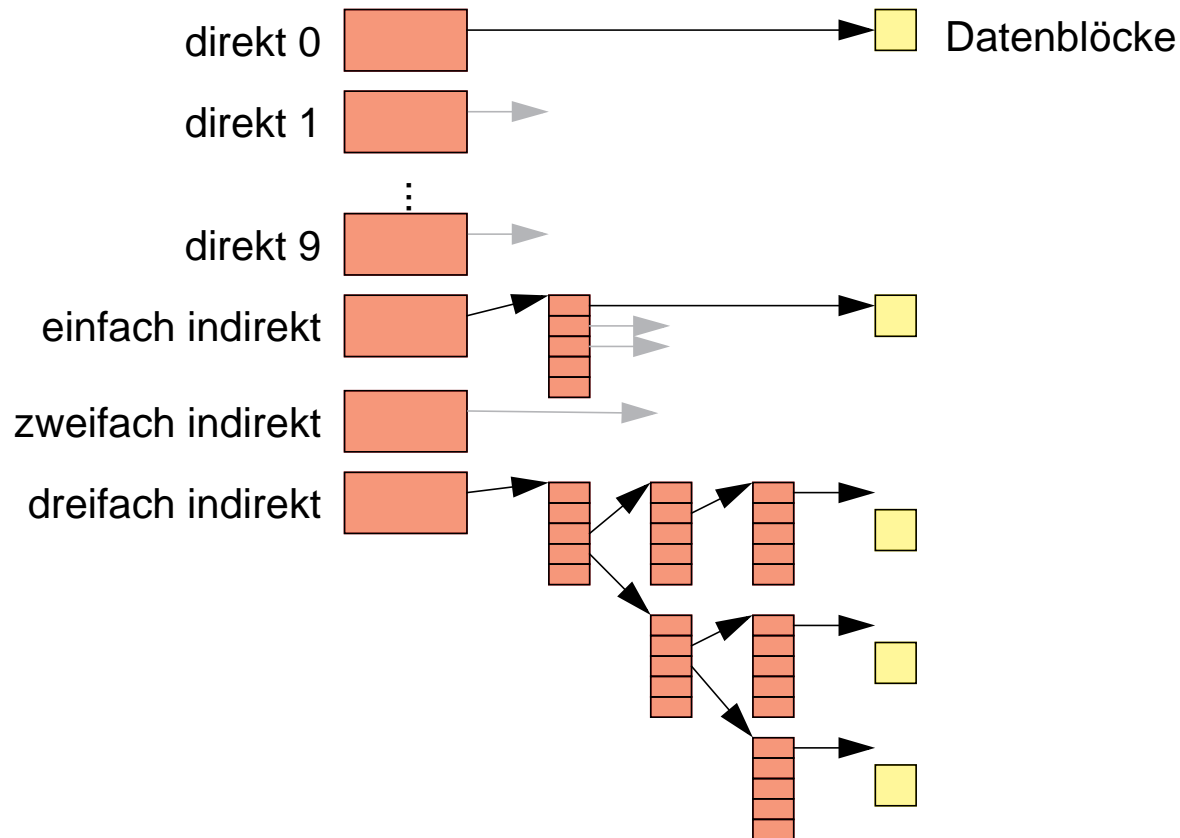 direkt 0
Datenblöcke
direkt 1
direkt 9
einfach indirekt
zweifach indirekt
dreifach indirekt